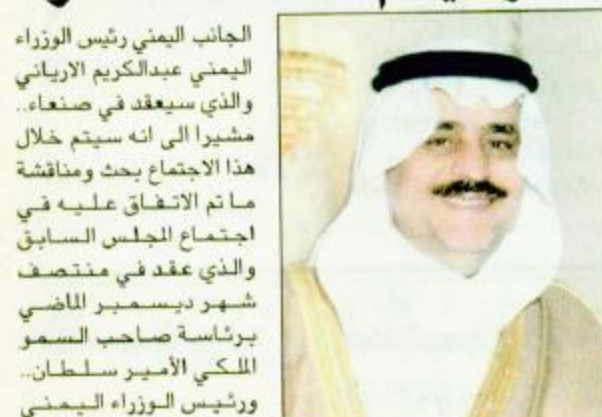 الجانب اليمني رئيس الوزراء
اليمني عبدالكريم الارياني
والذي سيعقد في صنعاء..
مشيرا الى انه سيتم خلال
هذا الاجتماع بحث ومناقشة
ما تم الاتفاق عليه في
اجتماع المجلس السابق
والذي عقد في منتصف
شهر ديسمبر الماضي
برئاسة صاحب السمو
الملكي الأمير سلطان..
ورئيس الوزراء اليمني